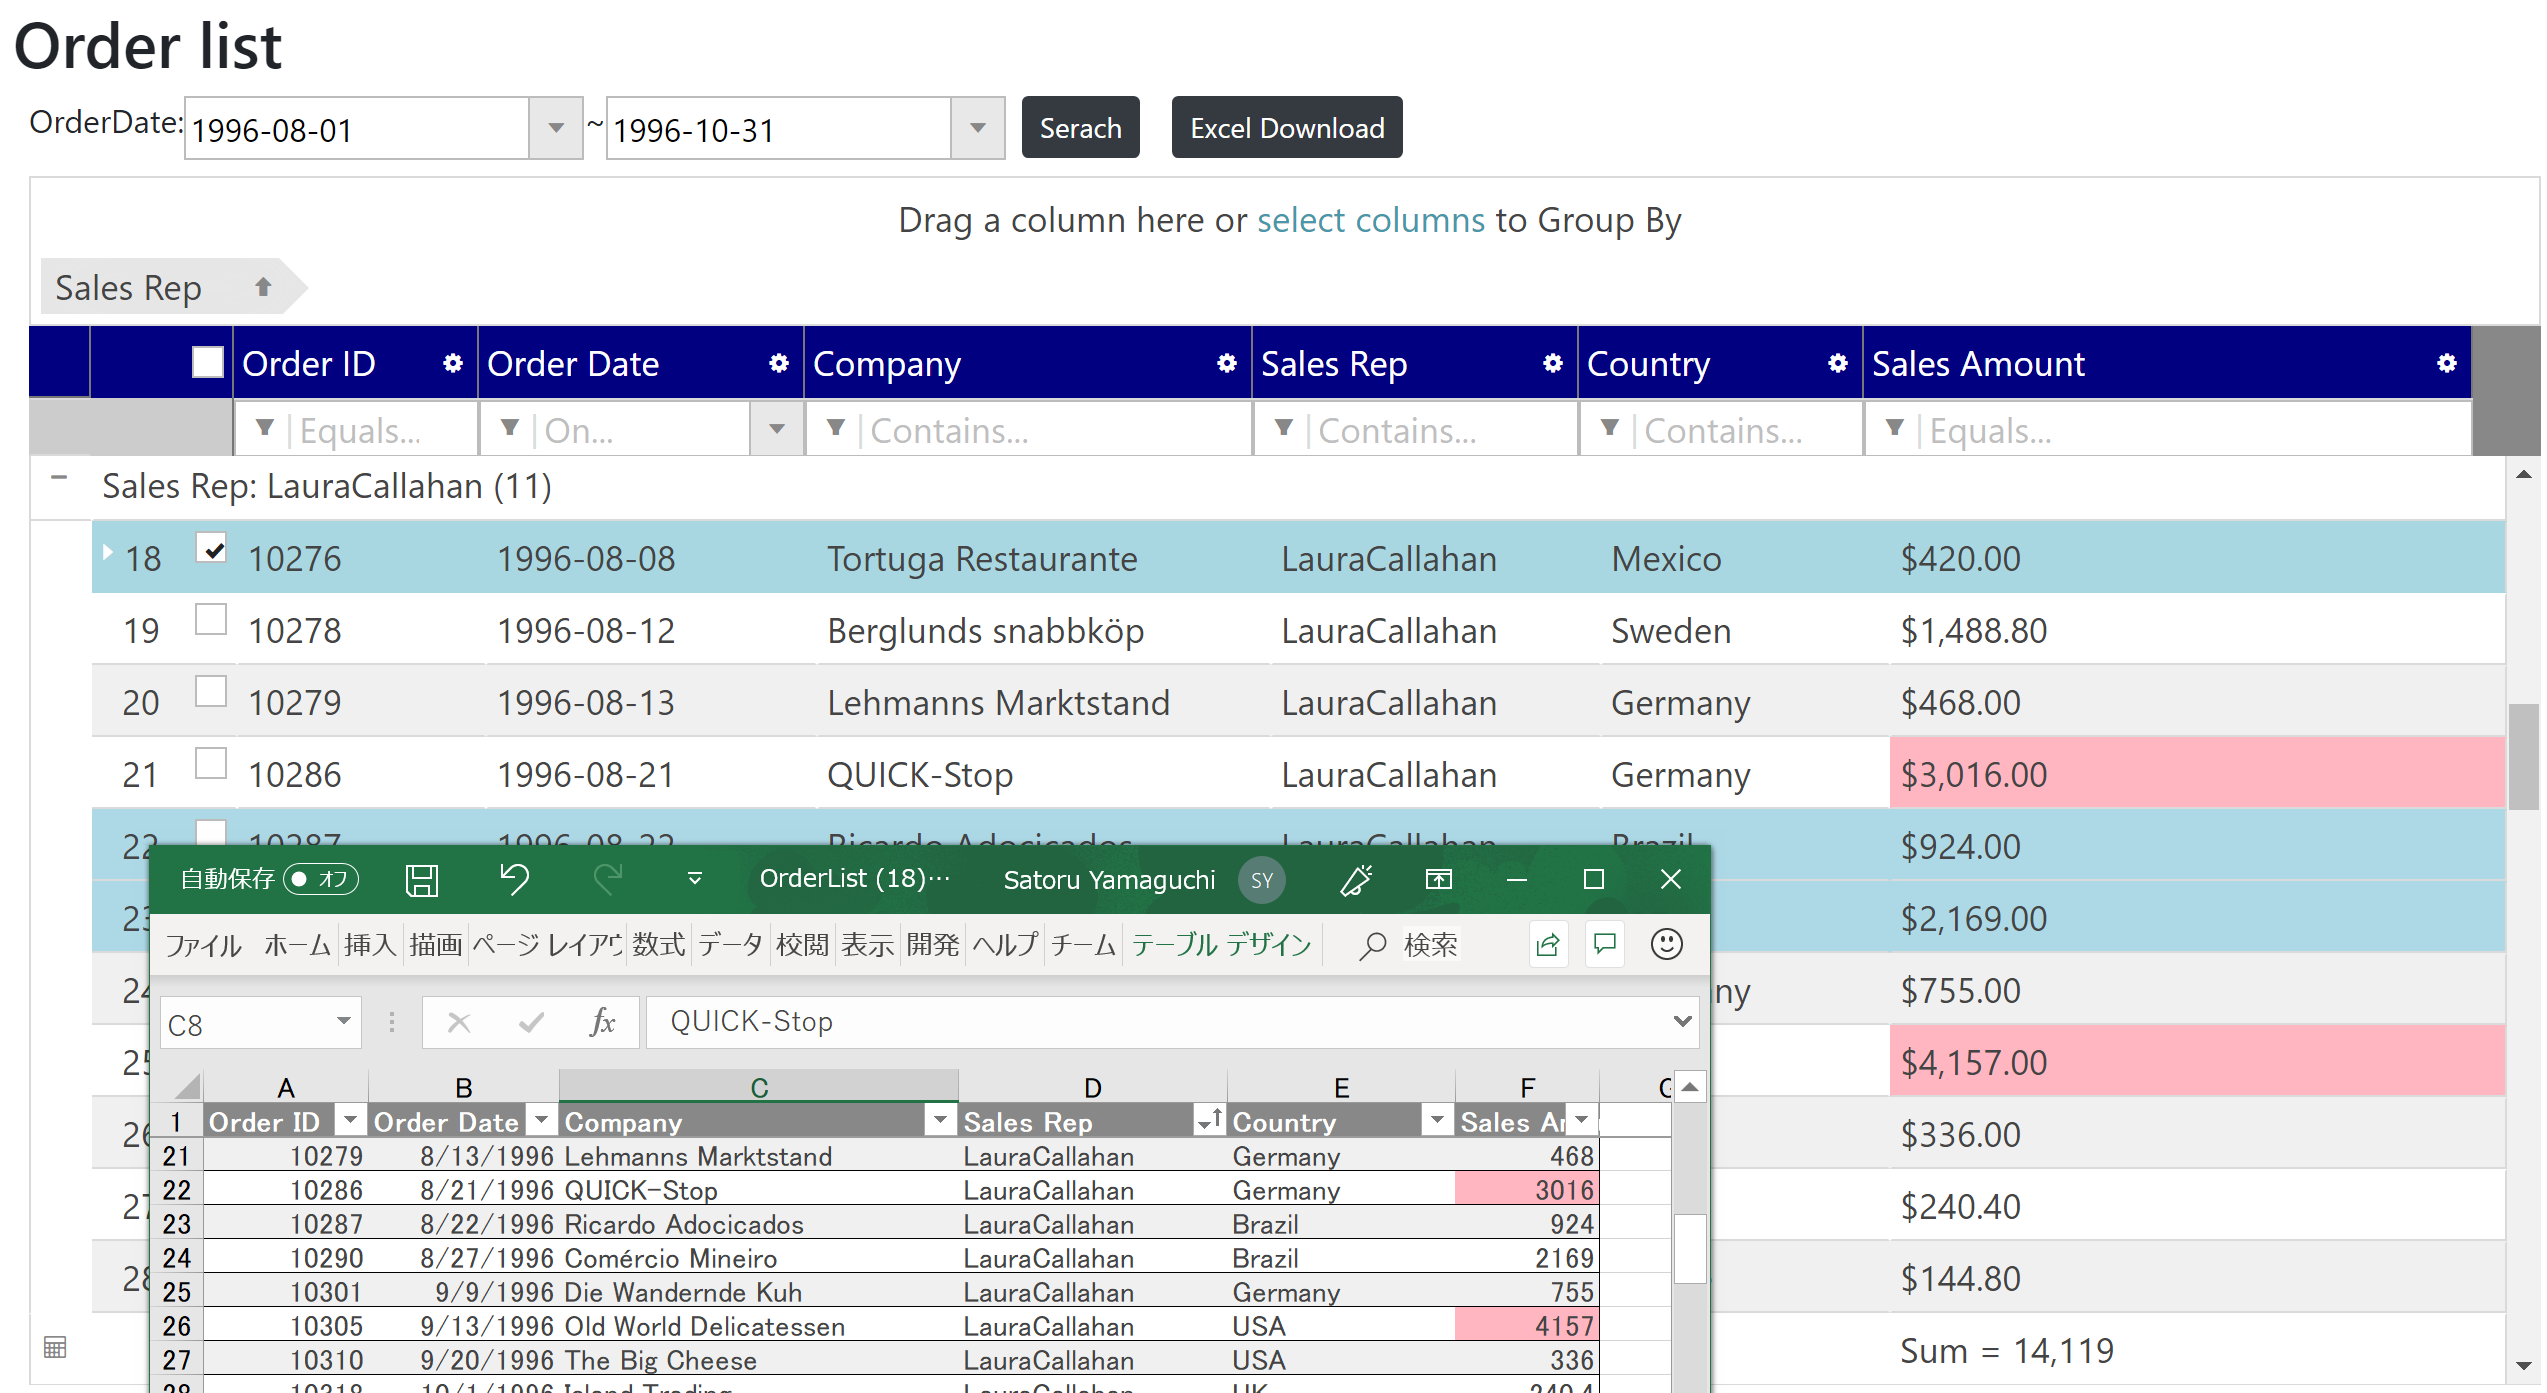 Order list
OrderDate: 1996-08-01 ~ 1996-10-31 Serach Excel Download
Drag a column here or select columns to Group By
Sales Rep
Order ID Order Date Company Sales Rep Country Sales Amount
Equals... On... Contains... Contains... Contains... Equals...
Sales Rep: LauraCallahan (11)
18 10276 1996-08-08 Tortuga Restaurante LauraCallahan Mexico $420.00
19 10278 1996-08-12 Berglunds snabbköp LauraCallahan Sweden $1,488.80
20 10279 1996-08-13 Lehmanns Marktstand LauraCallahan Germany $468.00
21 10286 1996-08-21 QUICK-Stop LauraCallahan Germany $3,016.00
22 10287 1996-08-22 Ricardo Adocicados LauraCallahan Brazil $924.00
23 $2,169.00
24 ny $755.00
25 $4,157.00
26 $336.00
27 $240.40
28 $144.80
Sum = 14,119
自動保存 オフ OrderList (18)… Satoru Yamaguchi SY
ファイル ホーム 挿入 描画 ページ レイアウ 数式 データ 校閲 表示 開発 ヘルプ チーム テーブル デザイン 検索
C8 fx QUICK-Stop
A B C D E F
1 Order ID Order Date Company Sales Rep Country Sales Ar
21 10279 8/13/1996 Lehmanns Marktstand LauraCallahan Germany 468
22 10286 8/21/1996 QUICK-Stop LauraCallahan Germany 3016
23 10287 8/22/1996 Ricardo Adocicados LauraCallahan Brazil 924
24 10290 8/27/1996 Comércio Mineiro LauraCallahan Brazil 2169
25 10301 9/9/1996 Die Wandernde Kuh LauraCallahan Germany 755
26 10305 9/13/1996 Old World Delicatessen LauraCallahan USA 4157
27 10310 9/20/1996 The Big Cheese LauraCallahan USA 336
28 10318 10/1/1996 Island Trading LauraCallahan UK 240.4